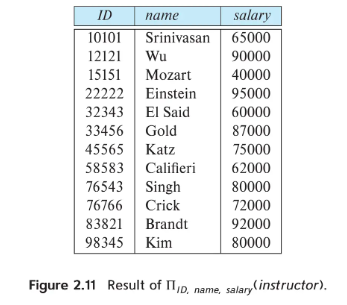 ID name salary
10101 Srinivasan 65000
12121 Wu 90000
15151 Mozart 40000
22222 Einstein 95000
32343 El Said 60000
33456 Gold 87000
45565 Katz 75000
58583 Califieri 62000
76543 Singh 80000
76766 Crick 72000
83821 Brandt 92000
98345 Kim 80000
Figure 2.11 Result of Π_ID, name, salary(instructor).